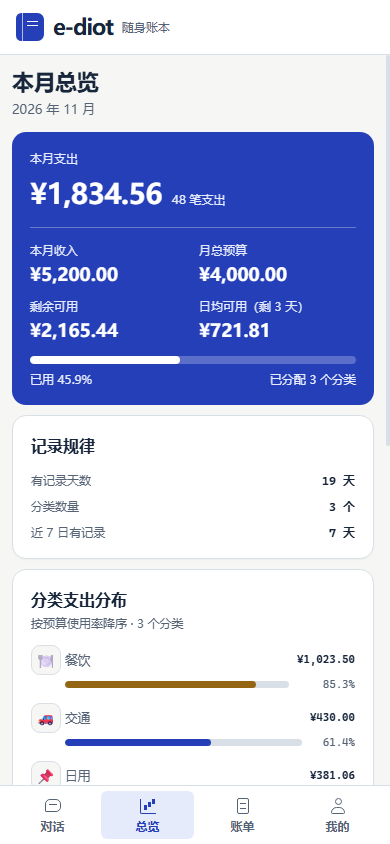 e-diot 随身账本
本月总览
2026 年 11 月
本月支出
¥1,834.56 48 笔支出
本月收入 月总预算
¥5,200.00 ¥4,000.00
剩余可用 日均可用（剩 3 天）
¥2,165.44 ¥721.81
已用 45.9% 已分配 3 个分类
记录规律
有记录天数 19 天
分类数量 3 个
近 7 日有记录 7 天
分类支出分布
按预算使用率降序 · 3 个分类
餐饮 ¥1,023.50
85.3%
交通 ¥430.00
61.4%
日用 ¥381.06
对话 总览 账单 我的